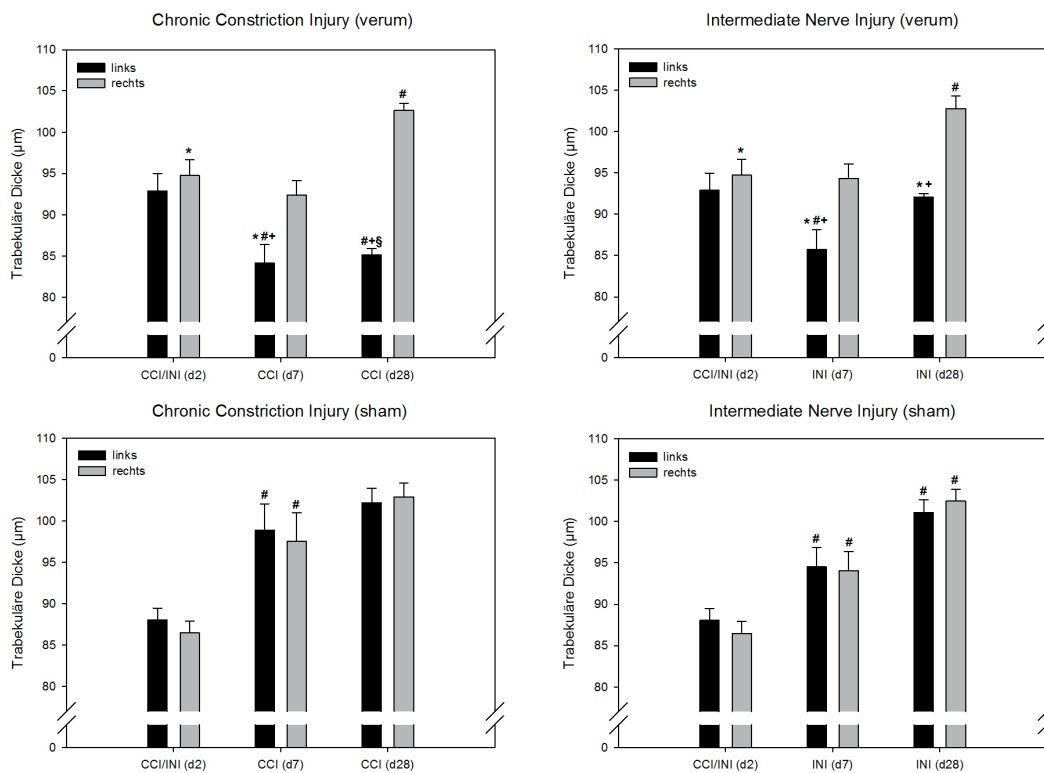 Chronic Constriction Injury (verum)
Trabekuläre Dicke (µm)
110
105
100
95
90
85
80
0
links
rechts
*
* #+
#+§
#
CCI/INI (d2)
CCI (d7)
CCI (d28)
Intermediate Nerve Injury (verum)
Trabekuläre Dicke (µm)
110
105
100
95
90
85
80
0
links
rechts
*
* #+
* +
#
CCI/INI (d2)
INI (d7)
INI (d28)
Chronic Constriction Injury (sham)
Trabekuläre Dicke (µm)
110
105
100
95
90
85
80
0
links
rechts
#
#
CCI/INI (d2)
CCI (d7)
CCI (d28)
Intermediate Nerve Injury (sham)
Trabekuläre Dicke (µm)
110
105
100
95
90
85
80
0
links
rechts
#
#
#
#
CCI/INI (d2)
INI (d7)
INI (d28)